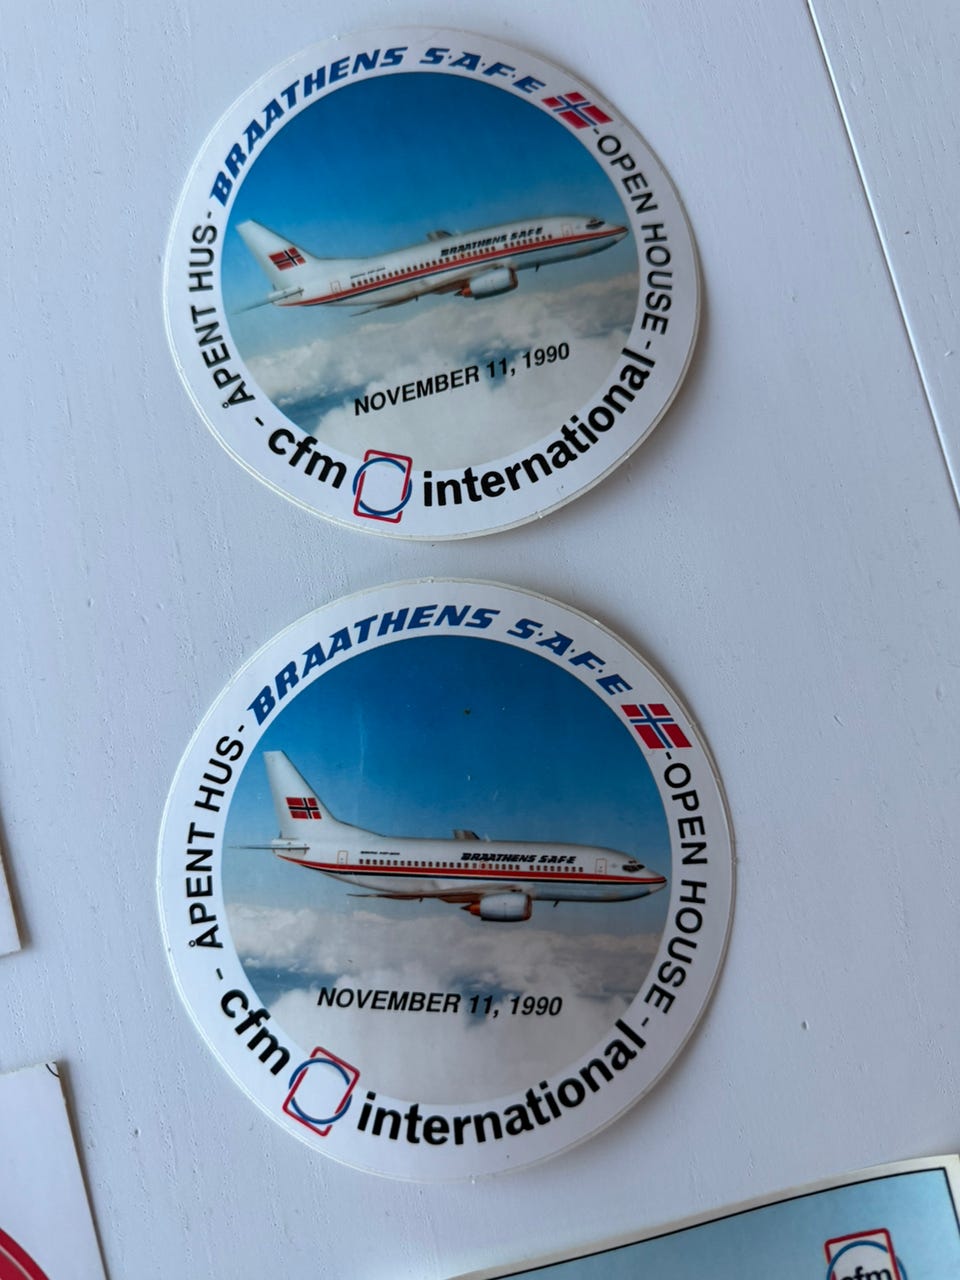 BRAATHENS S·A·F·E
- OPEN HOUSE -
ÅPENT HUS -
BRAATHENS SAFE
NOVEMBER 11, 1990
- cfm international
BRAATHENS S·A·F·E
- OPEN HOUSE -
ÅPENT HUS -
BRAATHENS SAFE
NOVEMBER 11, 1990
- cfm international
cfm